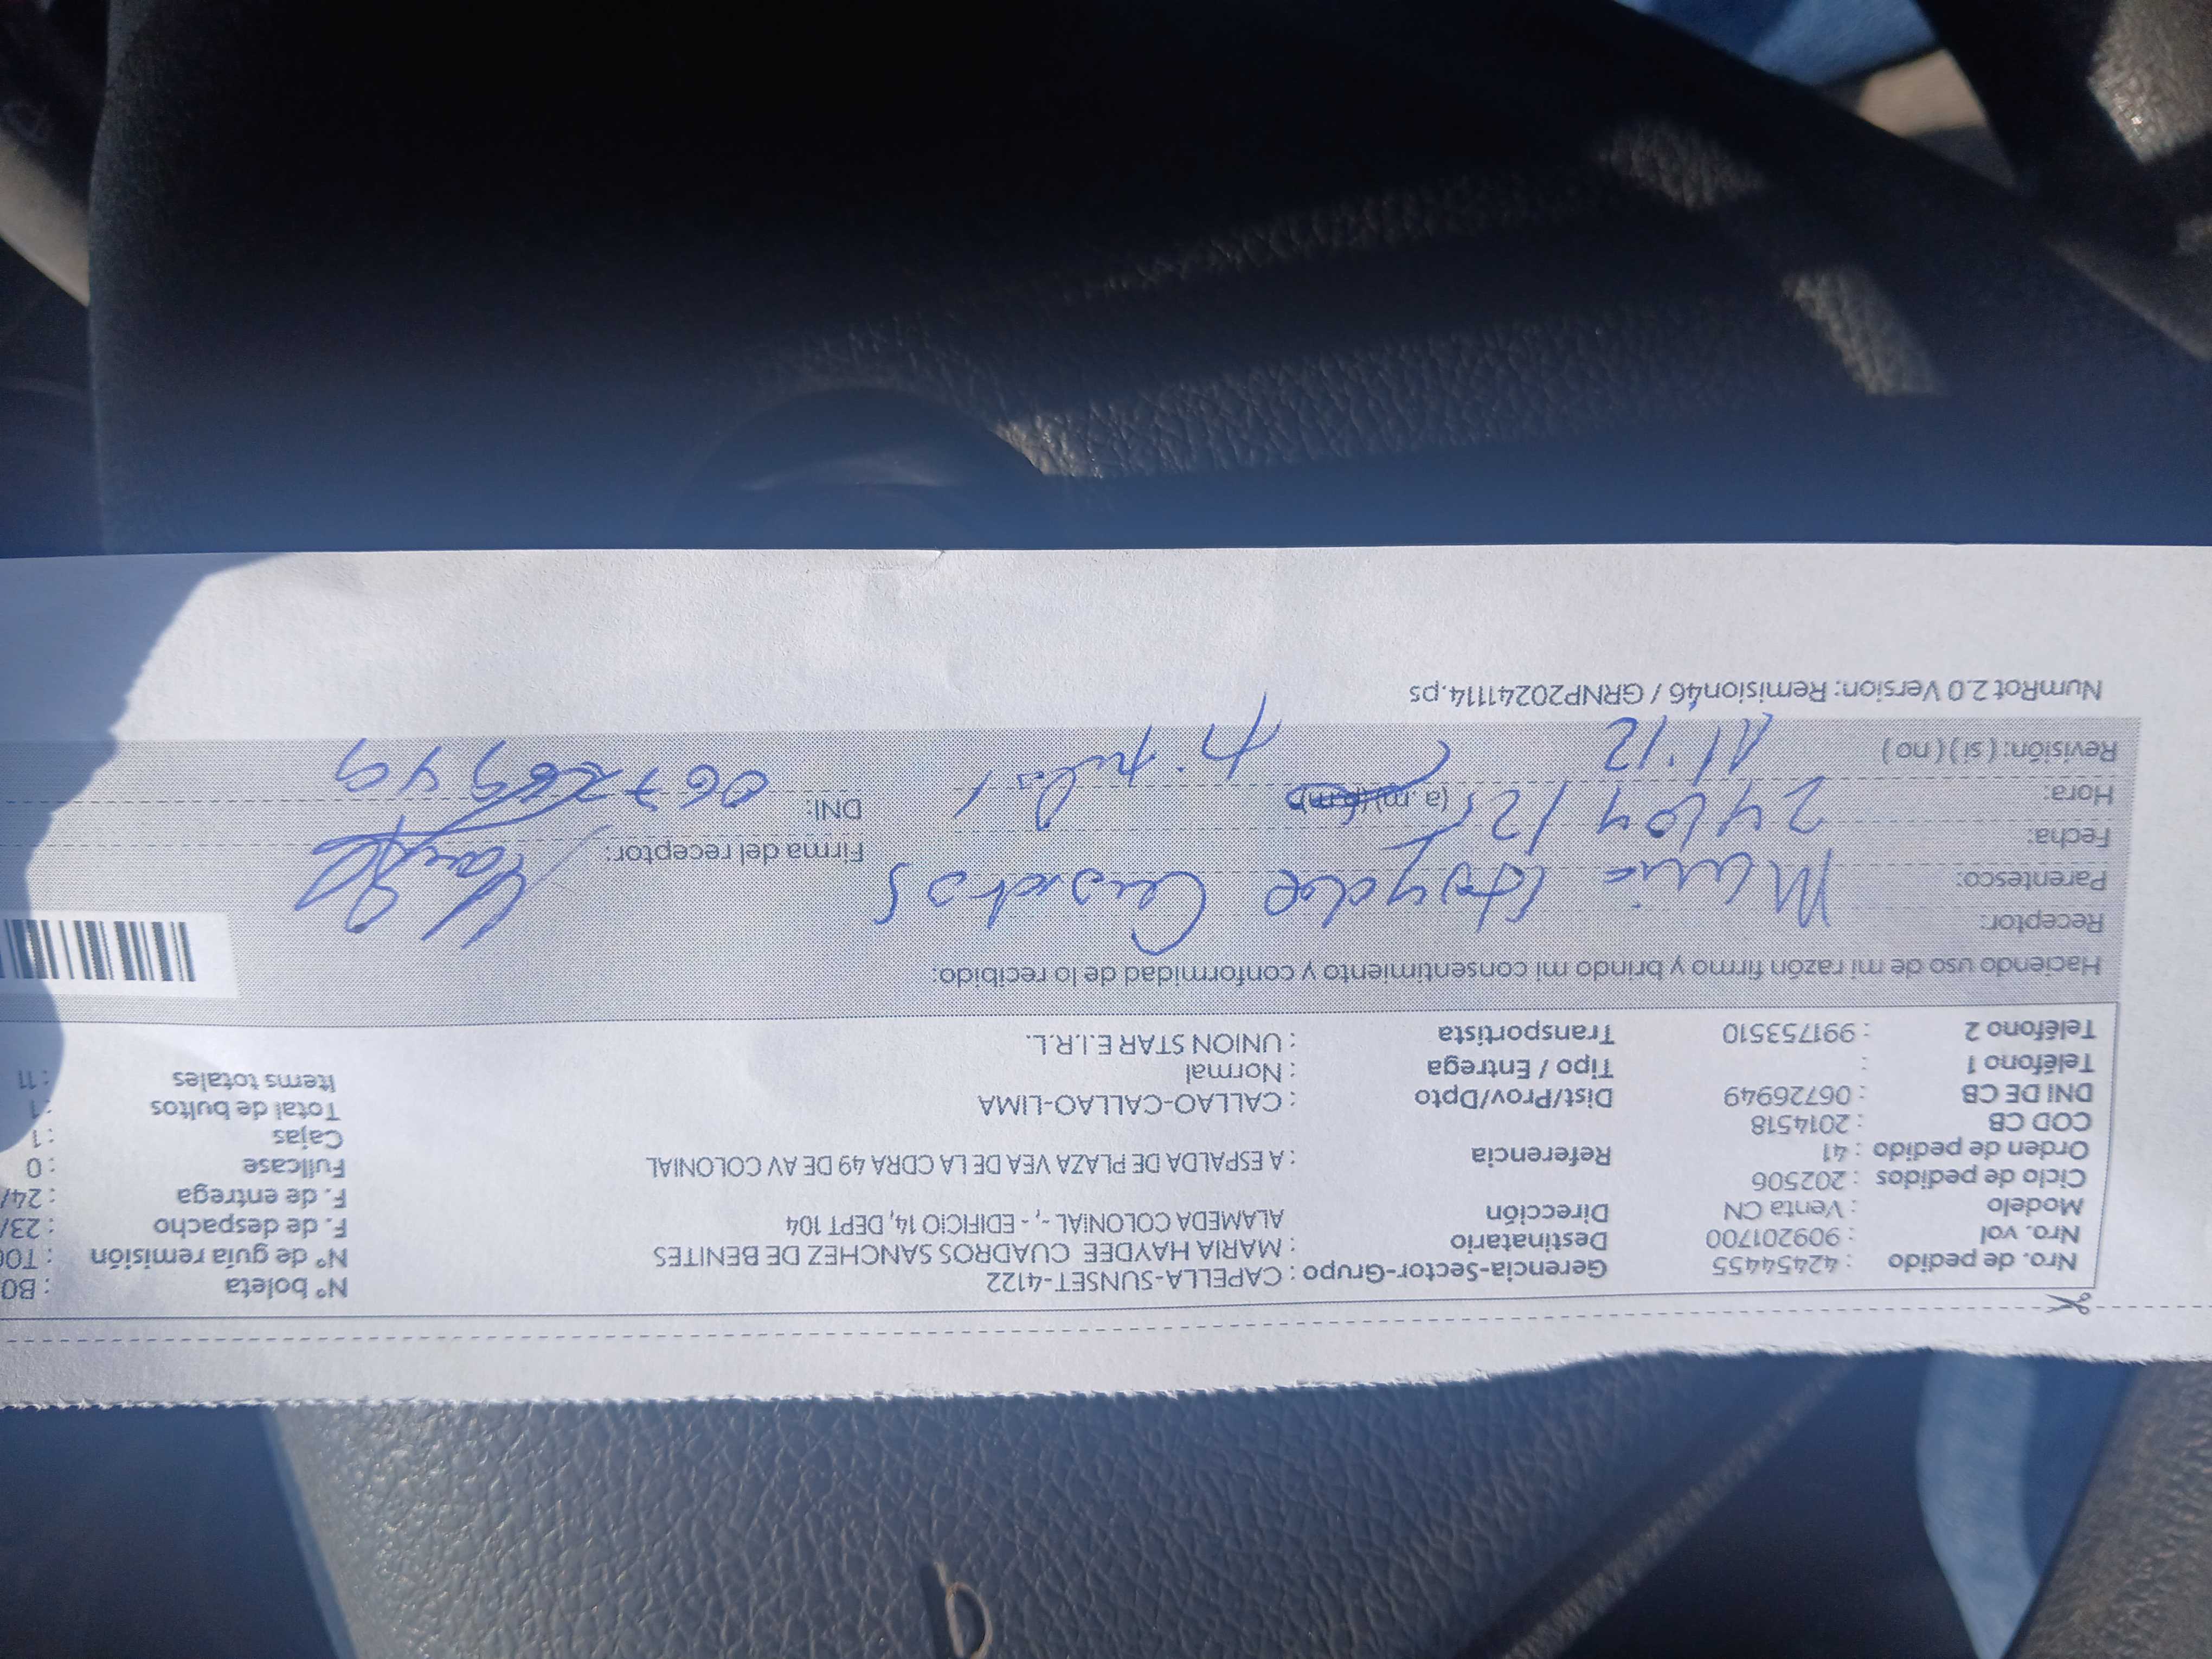 Nro. de pedido : 42454455 Gerencia-Sector-Grupo : CAPELLA-SUNSET-4122 N° boleta : B0
Nro. vol : 909201700 Destinatario : MARIA HAYDEE CUADROS SANCHEZ DE BENITES N° de guía remisión : T00
Modelo : Venta CN Dirección ALAMEDA COLONIAL -, - EDIFICIO 14, DEPT 104 F. de despacho : 23/
Ciclo de pedidos : 202506 F. de entrega : 24/
Orden de pedido : 41 Referencia : A ESPALDA DE PLAZA VEA DE LA CDRA 49 DE AV COLONIAL Fullcase : 0
COD CB : 2014518 Cajas : 1
DNI DE CB : 06726949 Dist/Prov/Dpto : CALLAO-CALLAO-LIMA Total de bultos : 1
Teléfono 1 : Tipo / Entrega : Normal Items totales : 11
Teléfono 2 : 991753510 Transportista : UNION STAR E.I.R.L.
Haciendo uso de mi razón firmo y brindo mi consentimiento y conformidad de lo recibido:
Receptor: Maria Haydee Cuadros
Parentesco: Firma del receptor:
Fecha: 24/04/25
Hora: (a. m)/(p.m) DNI: 06726949
Revisión: ( si ) ( no ) 11:12
NumRot 2.0 Version: Remision46 / GRNP20241114.ps